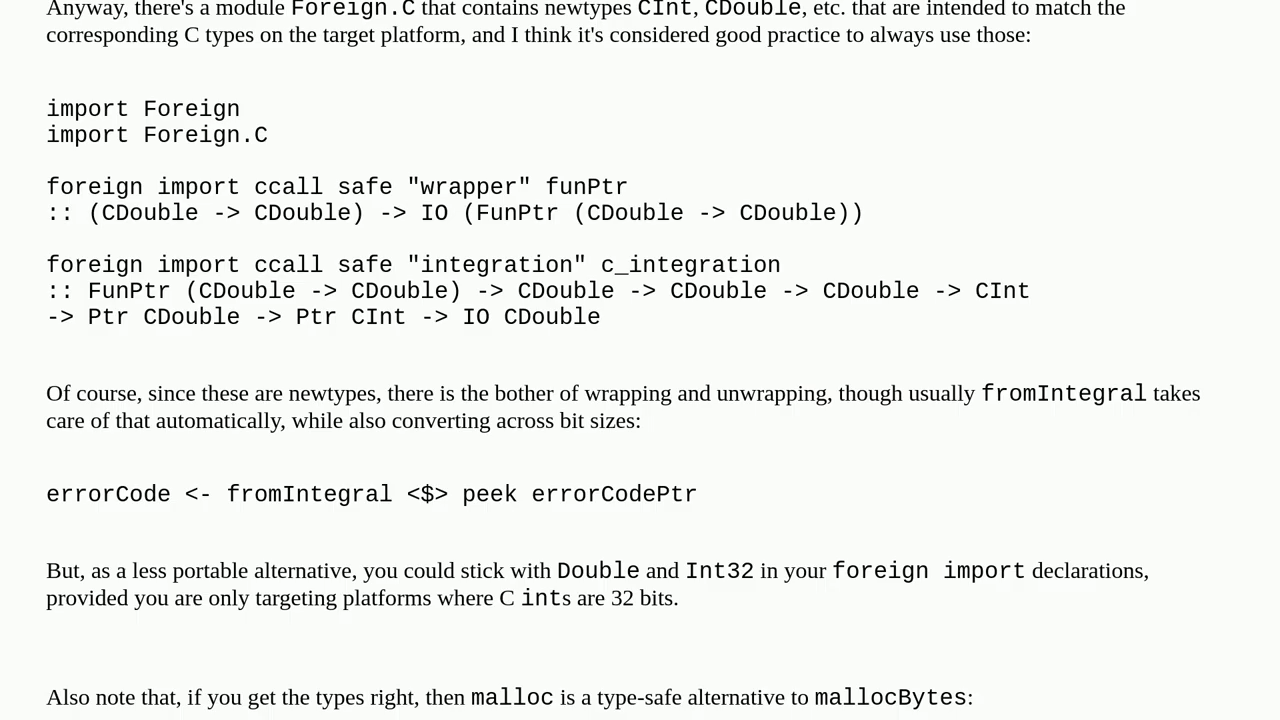 Anyway, there's a module Foreign.C that contains newtypes CInt, CDouble, etc. that are intended to match the
corresponding C types on the target platform, and I think it's considered good practice to always use those:
import Foreign
import Foreign.C
foreign import ccall safe "wrapper" funPtr
:: (CDouble -> CDouble) -> IO (FunPtr (CDouble -> CDouble))
foreign import ccall safe "integration" c_integration
:: FunPtr (CDouble -> CDouble) -> CDouble -> CDouble -> CDouble -> CInt
-> Ptr CDouble -> Ptr CInt -> IO CDouble
Of course, since these are newtypes, there is the bother of wrapping and unwrapping, though usually fromIntegral takes
care of that automatically, while also converting across bit sizes:
errorCode <- fromIntegral <$> peek errorCodePtr
But, as a less portable alternative, you could stick with Double and Int32 in your foreign import declarations,
provided you are only targeting platforms where C ints are 32 bits.
Also note that, if you get the types right, then malloc is a type-safe alternative to mallocBytes: